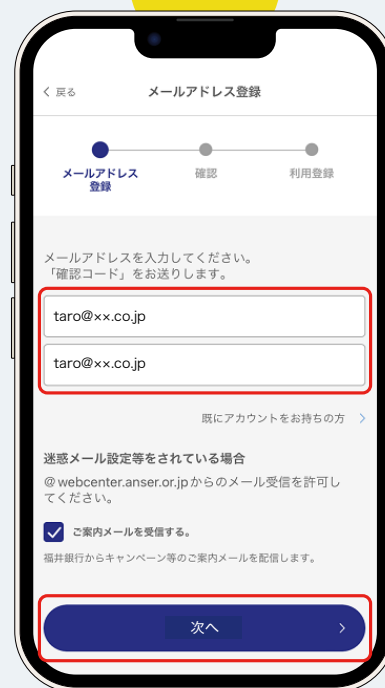 戻る メールアドレス登録
メールアドレス
登録 確認 利用登録
メールアドレスを入力してください。
「確認コード」をお送りします。
taro@××.co.jp
taro@××.co.jp
既にアカウントをお持ちの方
迷惑メール設定等をされている場合
@webcenter.anser.or.jpからのメール受信を許可し
てください。
ご案内メールを受信する。
福井銀行からキャンペーン等のご案内メールを配信します。
次へ